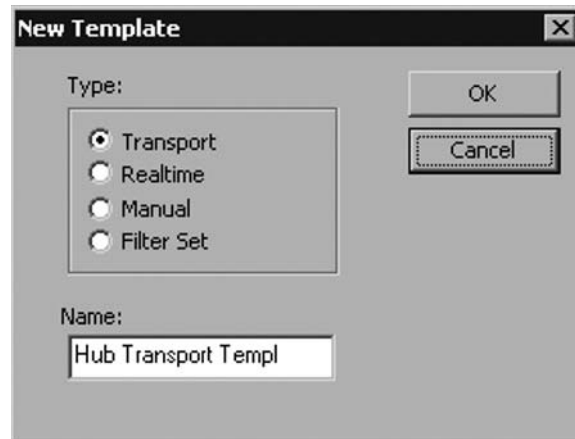 New Template
Type:
OK
Transport
Cancel
Realtime
Manual
Filter Set
Name:
Hub Transport Templ